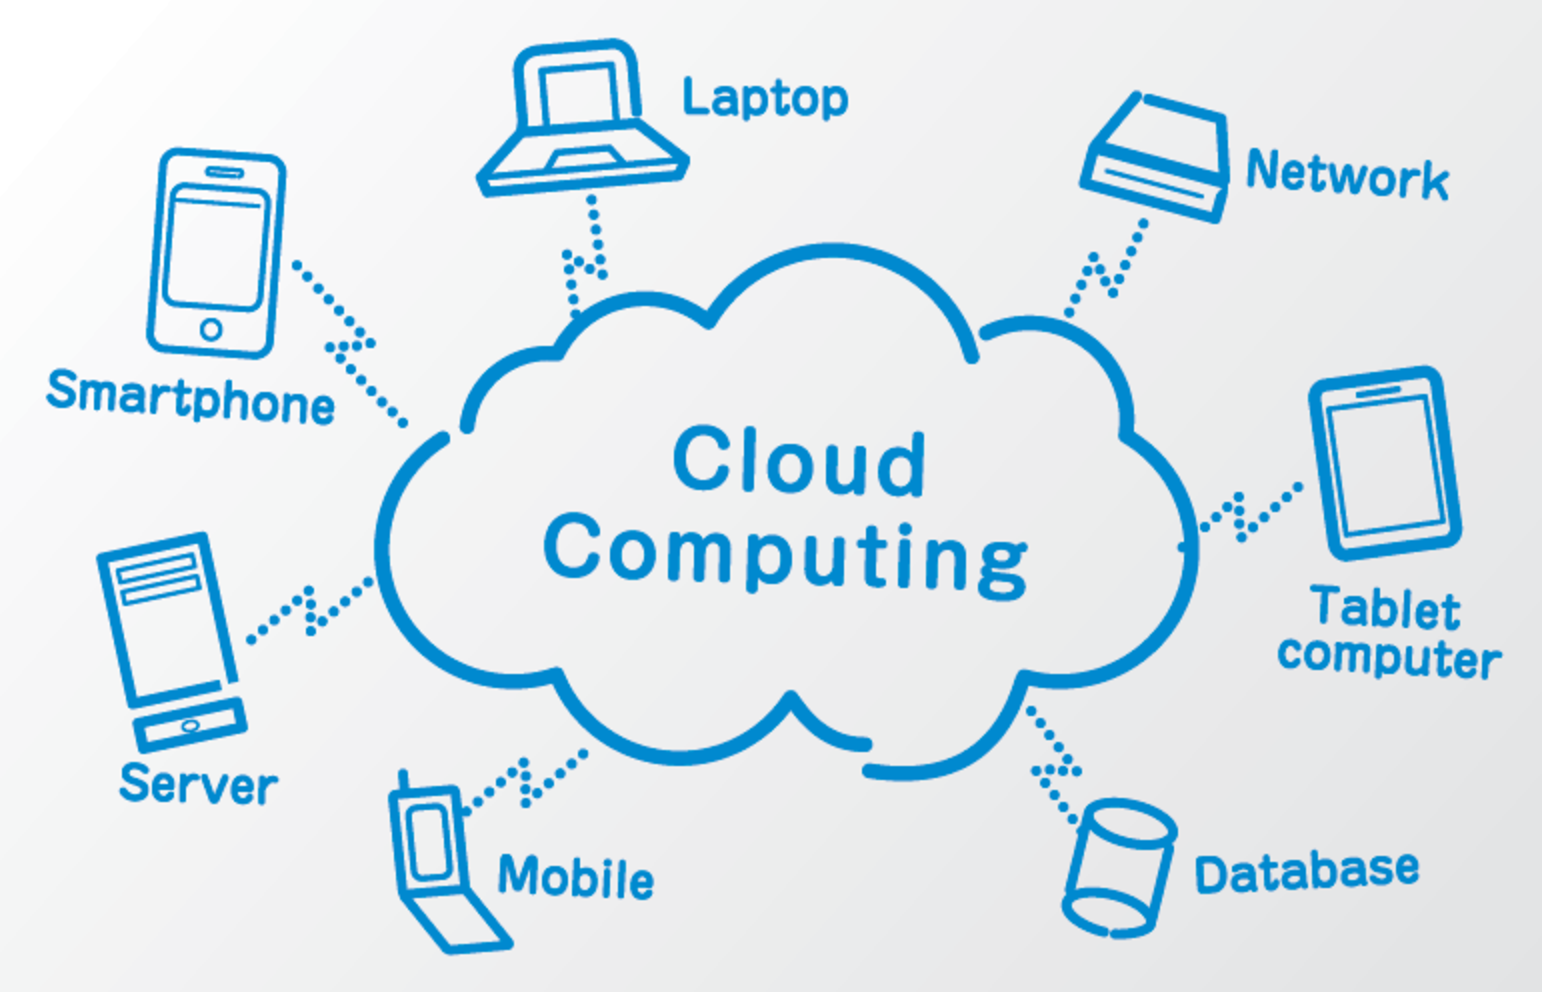 Laptop
Network
Smartphone
Cloud
Computing
Tablet
computer
Server
Mobile
Database